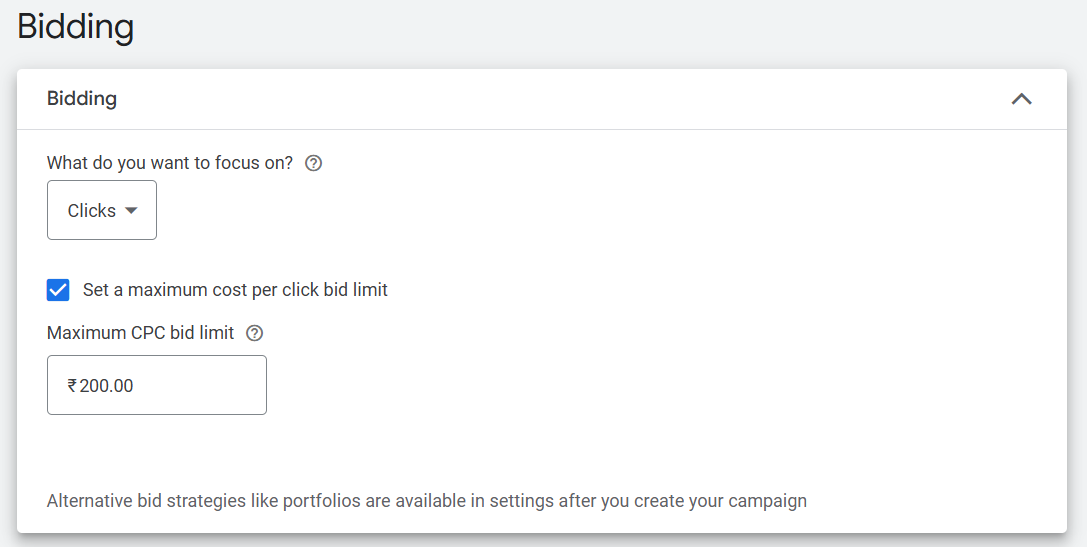 Bidding
Bidding
What do you want to focus on?
Clicks
Set a maximum cost per click bid limit
Maximum CPC bid limit
₹200.00
Alternative bid strategies like portfolios are available in settings after you create your campaign